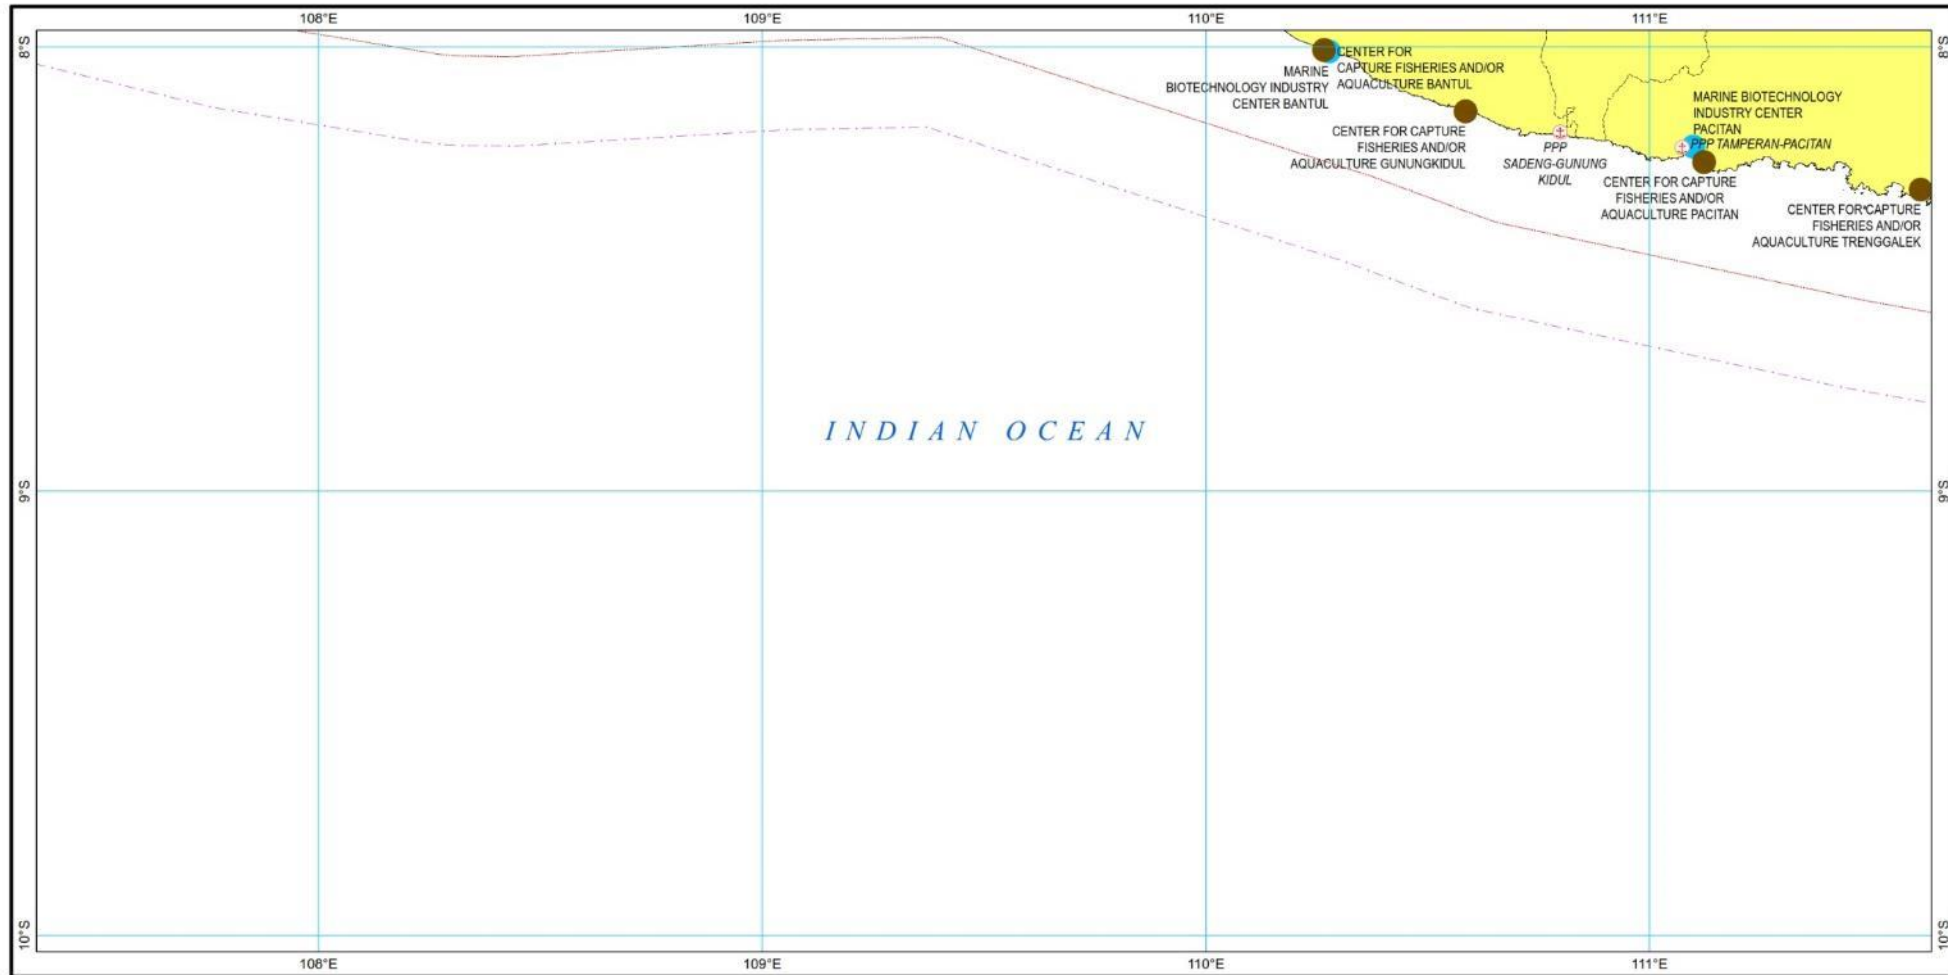 108°E
109°E
110°E
111°E
8°S
8°S
CENTER FOR
CAPTURE FISHERIES AND/OR
AQUACULTURE BANTUL
MARINE
BIOTECHNOLOGY INDUSTRY
CENTER BANTUL
MARINE BIOTECHNOLOGY
INDUSTRY CENTER
PACITAN
PPP TAMPERAN-PACITAN
CENTER FOR CAPTURE
FISHERIES AND/OR
AQUACULTURE GUNUNGKIDUL
PPP
SADENG-GUNUNG
KIDUL
CENTER FOR CAPTURE
FISHERIES AND/OR
AQUACULTURE PACITAN
CENTER FOR CAPTURE
FISHERIES AND/OR
AQUACULTURE TRENGGALEK
INDIAN OCEAN
9°S
9°S
10°S
10°S
108°E
109°E
110°E
111°E